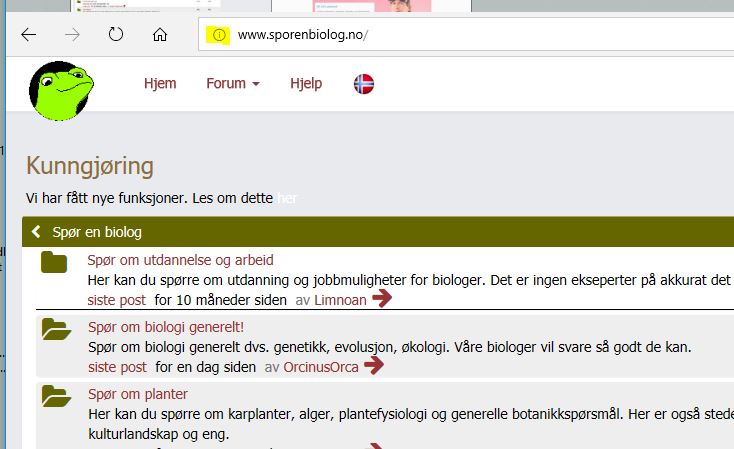 www.sporenbiolog.no/
Hjem Forum Hjelp
Kunngjøring
Vi har fått nye funksjoner. Les om dette her
Spør en biolog
Spør om utdannelse og arbeid
Her kan du spørre om utdanning og jobbmuligheter for biologer. Det er ingen ekseperter på akkurat det
siste post for 10 måneder siden av Limnoan
Spør om biologi generelt!
Spør om biologi generelt dvs. genetikk, evolusjon, økologi. Våre biologer vil svare så godt de kan.
siste post for en dag siden av OrcinusOrca
Spør om planter
Her kan du spørre om karplanter, alger, plantefysiologi og generelle botanikkspørsmål. Her er også stede
kulturlandskap og eng.